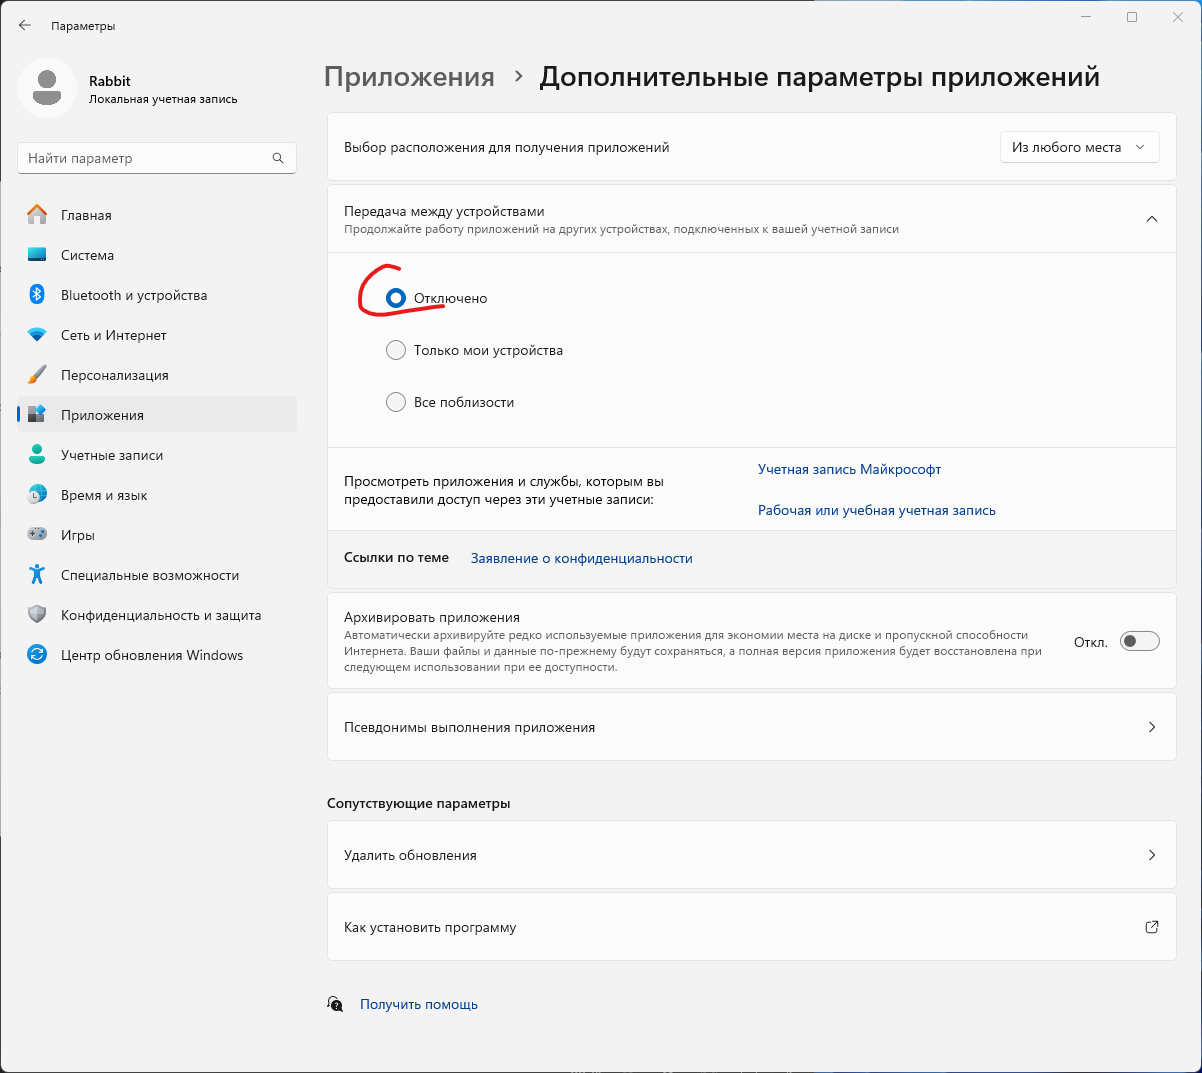 Параметры
Rabbit
Локальная учетная запись
Найти параметр
Главная
Система
Bluetooth и устройства
Сеть и Интернет
Персонализация
Приложения
Учетные записи
Время и язык
Игры
Специальные возможности
Конфиденциальность и защита
Центр обновления Windows
Приложения > Дополнительные параметры приложений
Выбор расположения для получения приложений
Из любого места
Передача между устройствами
Продолжайте работу приложений на других устройствах, подключенных к вашей учетной записи
Отключено
Только мои устройства
Все поблизости
Просмотреть приложения и службы, которым вы
предоставили доступ через эти учетные записи:
Учетная запись Майкрософт
Рабочая или учебная учетная запись
Ссылки по теме
Заявление о конфиденциальности
Архивировать приложения
Автоматически архивируйте редко используемые приложения для экономии места на диске и пропускной способности
Интернета. Ваши файлы и данные по-прежнему будут сохраняться, а полная версия приложения будет восстановлена при
следующем использовании при ее доступности.
Откл.
Псевдонимы выполнения приложения
Сопутствующие параметры
Удалить обновления
Как установить программу
Получить помощь